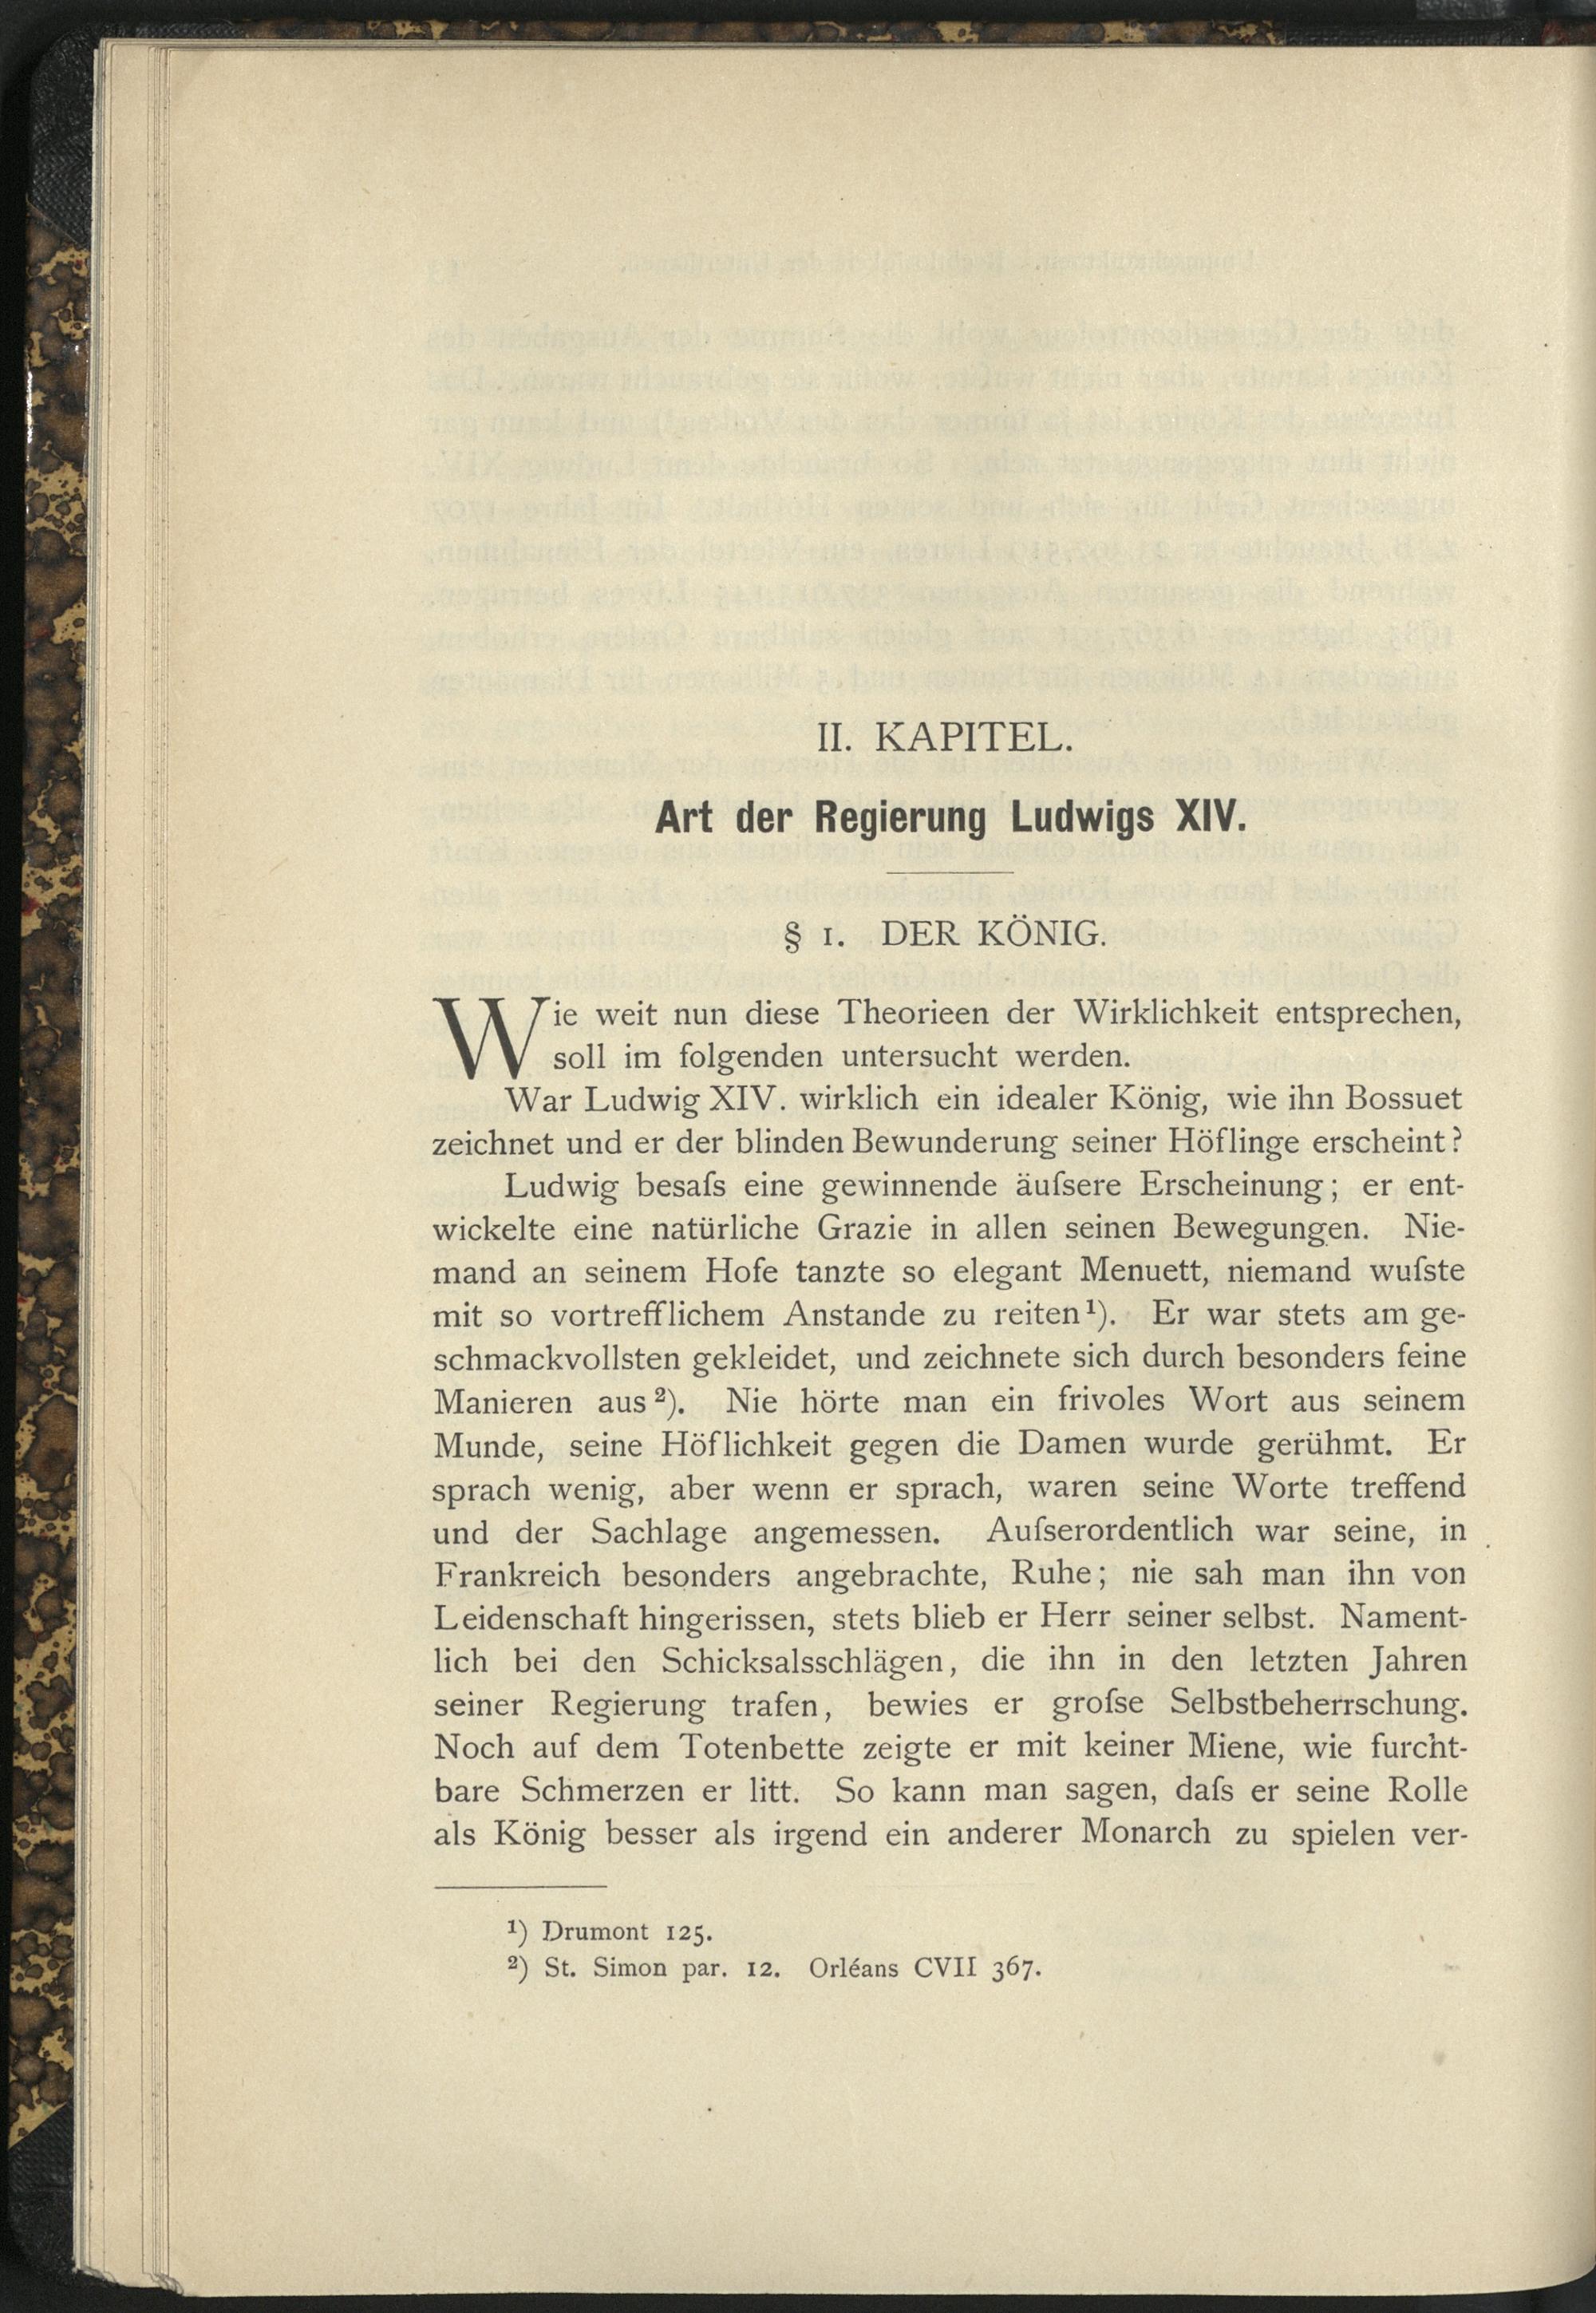 II. KAPITEL.
Art der Regierung Ludwigs XIV.
§ 1. DER KÖNIG.
Wie weit nun diese Theorieen der Wirklichkeit entsprechen,
soll im folgenden untersucht werden.
War Ludwig XIV. wirklich ein idealer König, wie ihn Bossuet
zeichnet und er der blinden Bewunderung seiner Höflinge erscheint?
Ludwig besaſs eine gewinnende äuſsere Erscheinung; er ent-
wickelte eine natürliche Grazie in allen seinen Bewegungen. Nie-
mand an seinem Hofe tanzte so elegant Menuett, niemand wuſste
mit so vortrefflichem Anstande zu reiten¹). Er war stets am ge-
schmackvollsten gekleidet, und zeichnete sich durch besonders feine
Manieren aus²). Nie hörte man ein frivoles Wort aus seinem
Munde, seine Höflichkeit gegen die Damen wurde gerühmt. Er
sprach wenig, aber wenn er sprach, waren seine Worte treffend
und der Sachlage angemessen. Auſserordentlich war seine, in
Frankreich besonders angebrachte, Ruhe; nie sah man ihn von
Leidenschaft hingerissen, stets blieb er Herr seiner selbst. Nament-
lich bei den Schicksalsschlägen, die ihn in den letzten Jahren
seiner Regierung trafen, bewies er groſse Selbstbeherrschung.
Noch auf dem Totenbette zeigte er mit keiner Miene, wie furcht-
bare Schmerzen er litt. So kann man sagen, daſs er seine Rolle
als König besser als irgend ein anderer Monarch zu spielen ver-
¹) Drumont 125.
²) St. Simon par. 12. Orléans CVII 367.